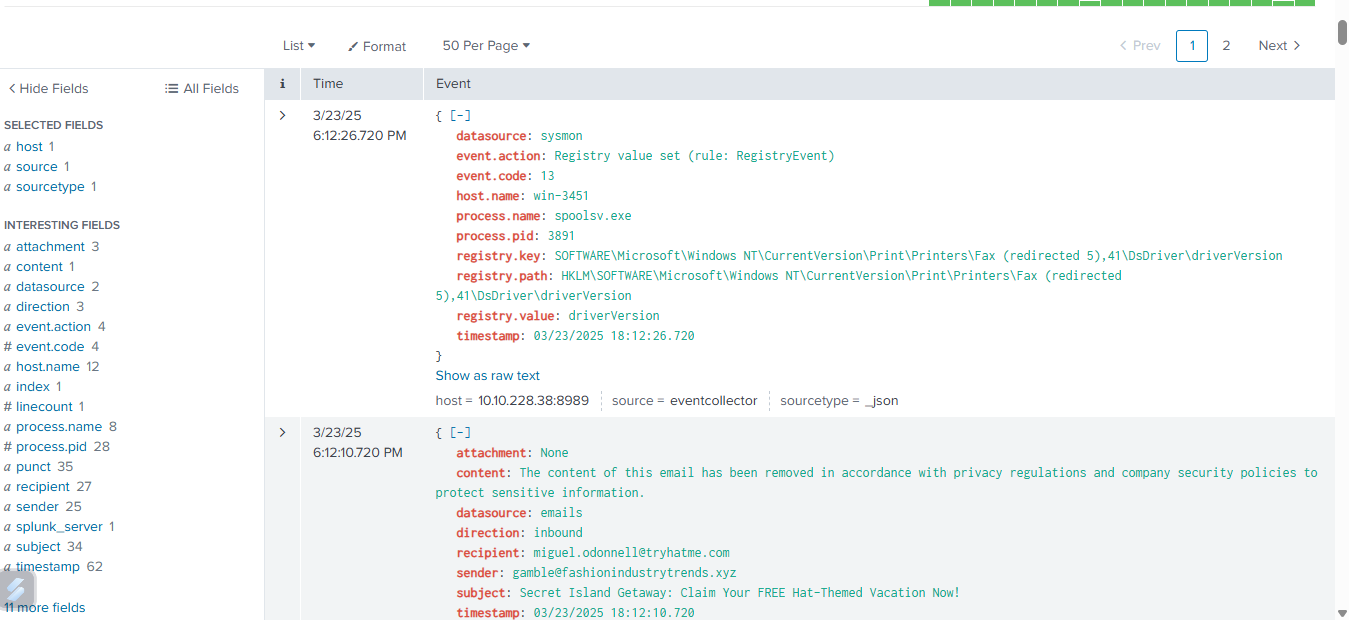 List ▾ Format 50 Per Page ▾ < Prev 1 2 Next >
< Hide Fields All Fields
SELECTED FIELDS
a host 1
a source 1
a sourcetype 1
INTERESTING FIELDS
a attachment 3
a content 1
a datasource 2
a direction 3
a event.action 4
# event.code 4
a host.name 12
a index 1
# linecount 1
a process.name 8
# process.pid 28
a punct 35
a recipient 27
a sender 25
a splunk_server 1
a subject 34
a timestamp 62
11 more fields
i Time Event
> 3/23/25
6:12:26.720 PM
{ [-]
datasource: sysmon
event.action: Registry value set (rule: RegistryEvent)
event.code: 13
host.name: win-3451
process.name: spoolsv.exe
process.pid: 3891
registry.key: SOFTWARE\Microsoft\Windows NT\CurrentVersion\Print\Printers\Fax (redirected 5),41\DsDriver\driverVersion
registry.path: HKLM\SOFTWARE\Microsoft\Windows NT\CurrentVersion\Print\Printers\Fax (redirected
5),41\DsDriver\driverVersion
registry.value: driverVersion
timestamp: 03/23/2025 18:12:26.720
}
Show as raw text
host = 10.10.228.38:8989 source = eventcollector sourcetype = _json
> 3/23/25
6:12:10.720 PM
{ [-]
attachment: None
content: The content of this email has been removed in accordance with privacy regulations and company security policies to
protect sensitive information.
datasource: emails
direction: inbound
recipient: miguel.odonnell@tryhatme.com
sender: gamble@fashionindustrytrends.xyz
subject: Secret Island Getaway: Claim Your FREE Hat-Themed Vacation Now!
timestamp: 03/23/2025 18:12:10.720